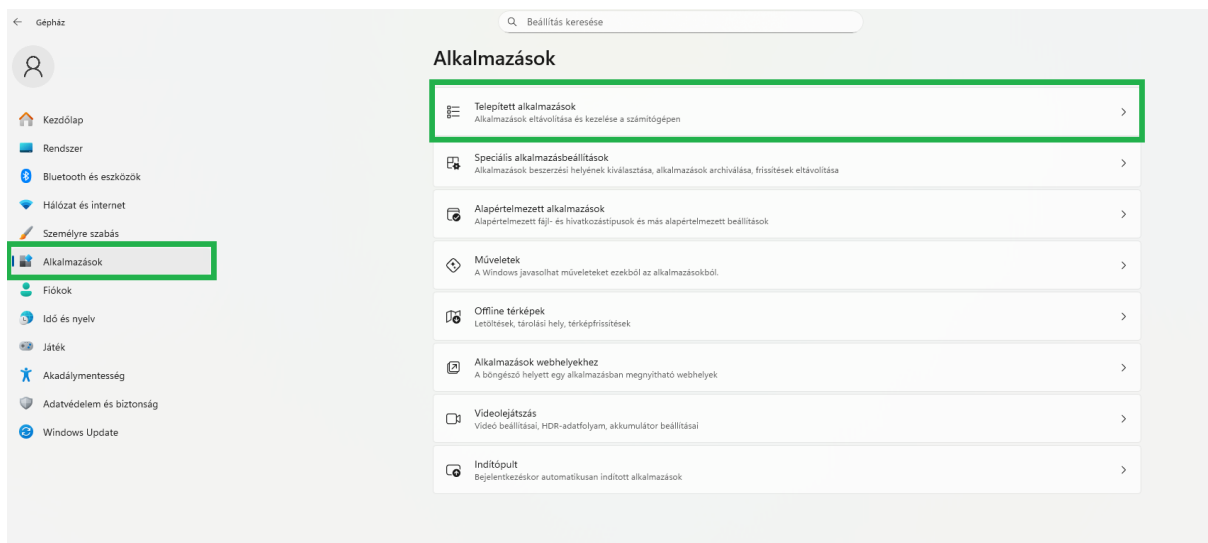 Gépház
Beállítás keresése
Kezdőlap
Rendszer
Bluetooth és eszközök
Hálózat és internet
Személyre szabás
Alkalmazások
Fiókok
Idő és nyelv
Játék
Akadálymentesség
Adatvédelem és biztonság
Windows Update
Alkalmazások
Telepített alkalmazások
Alkalmazások eltávolítása és kezelése a számítógépen
Speciális alkalmazásbeállítások
Alkalmazások beszerzési helyének kiválasztása, alkalmazások archiválása, frissítések eltávolítása
Alapértelmezett alkalmazások
Alapértelmezett fájl- és hivatkozástípusok és más alapértelmezett beállítások
Műveletek
A Windows javasolhat műveleteket ezekből az alkalmazásokból.
Offline térképek
Letöltések, tárolási hely, térképfrissítések
Alkalmazások webhelyekhez
A böngésző helyett egy alkalmazásban megnyitható webhelyek
Videolejátszás
Videó beállításai, HDR-adatfolyam, akkumulátor beállításai
Indítópult
Bejelentkezéskor automatikusan indított alkalmazások